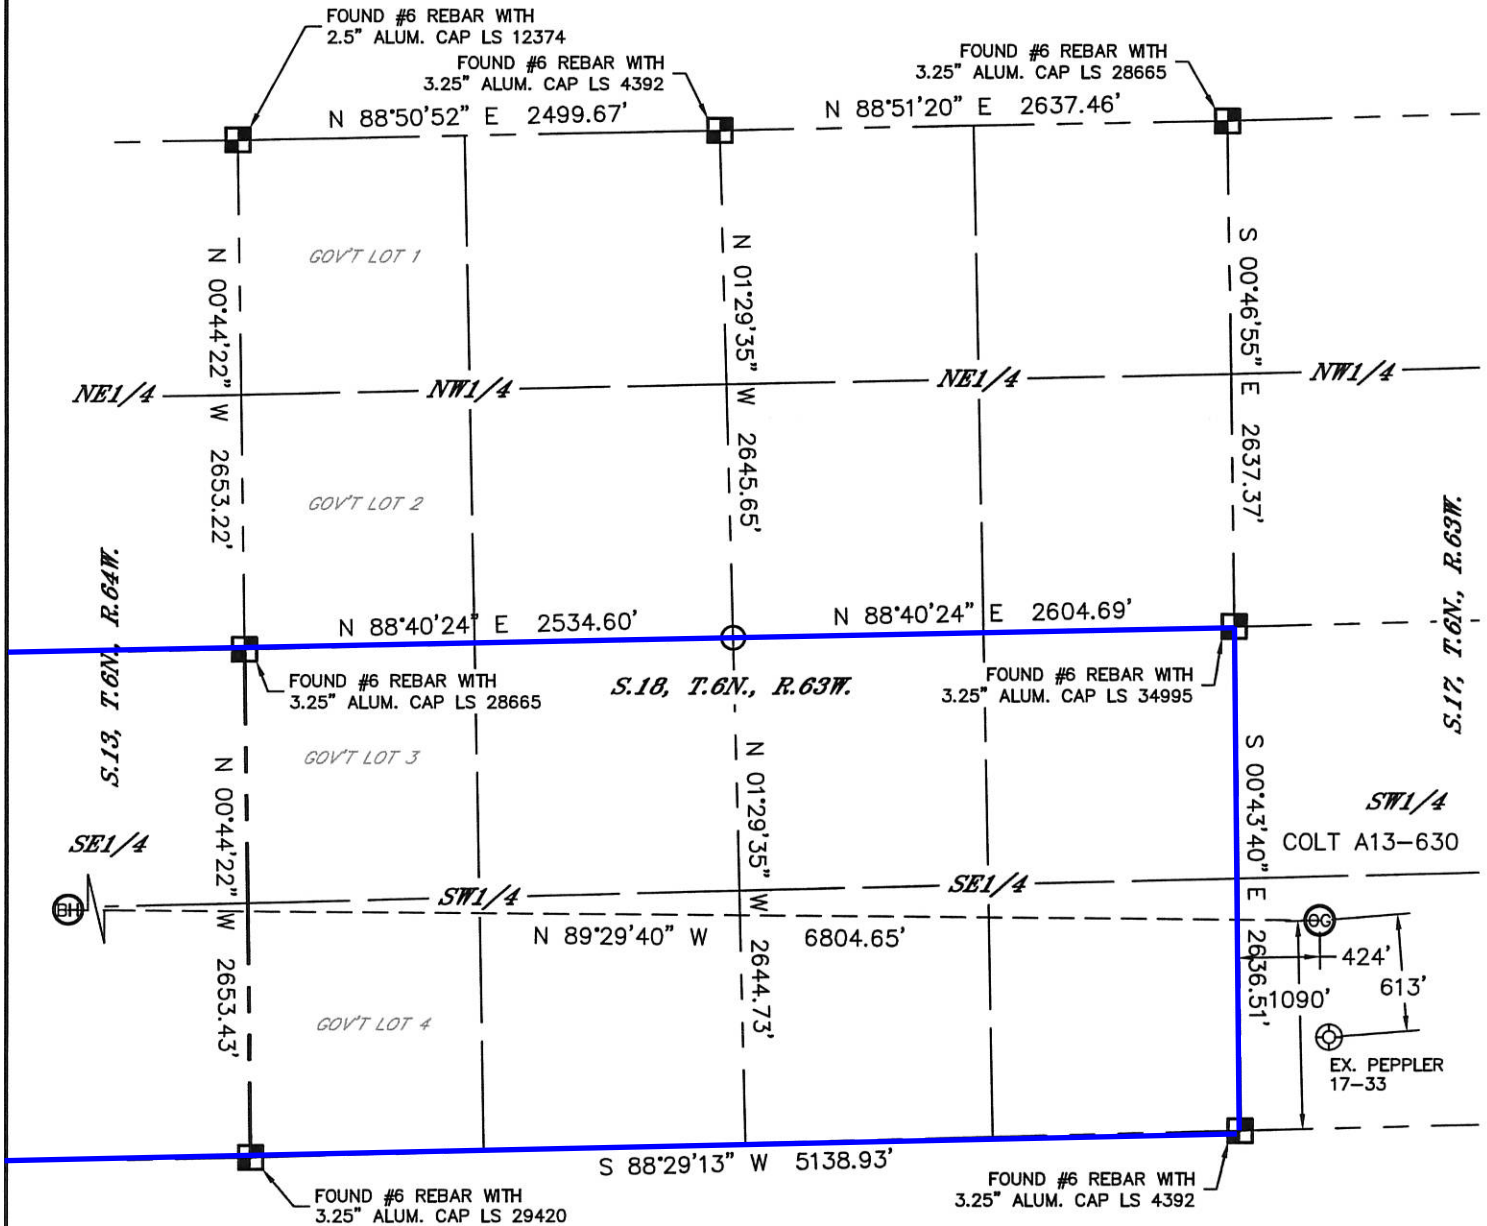 FOUND #6 REBAR WITH
2.5" ALUM. CAP LS 12374
FOUND #6 REBAR WITH
3.25" ALUM. CAP LS 4392
FOUND #6 REBAR WITH
3.25" ALUM. CAP LS 28665
N 88°50'52" E 2499.67'
N 88°51'20" E 2637.46'
GOV'T LOT 1
N 00°44'22" W 2653.22'
N 01°29'35" W 2645.65'
S 00°46'55" E 2637.37'
NE1/4
NW1/4
NE1/4
NW1/4
GOV'T LOT 2
S.13, T.6N., R.64W.
S.17, T.6N., R.63W.
N 88°40'24" E 2534.60'
N 88°40'24" E 2604.69'
FOUND #6 REBAR WITH
3.25" ALUM. CAP LS 28665
S.18, T.6N., R.63W.
FOUND #6 REBAR WITH
3.25" ALUM. CAP LS 34995
GOV'T LOT 3
N 00°44'22" W 2653.43'
N 01°29'35" W 2644.73'
S 00°43'40" E 2636.51'
SW1/4
COLT A13-630
SE1/4
SW1/4
SE1/4
BH
OG
N 89°29'40" W 6804.65'
424'
613'
1090'
GOV'T LOT 4
EX. PEPPLER
17-33
S 88°29'13" W 5138.93'
FOUND #6 REBAR WITH
3.25" ALUM. CAP LS 29420
FOUND #6 REBAR WITH
3.25" ALUM. CAP LS 4392